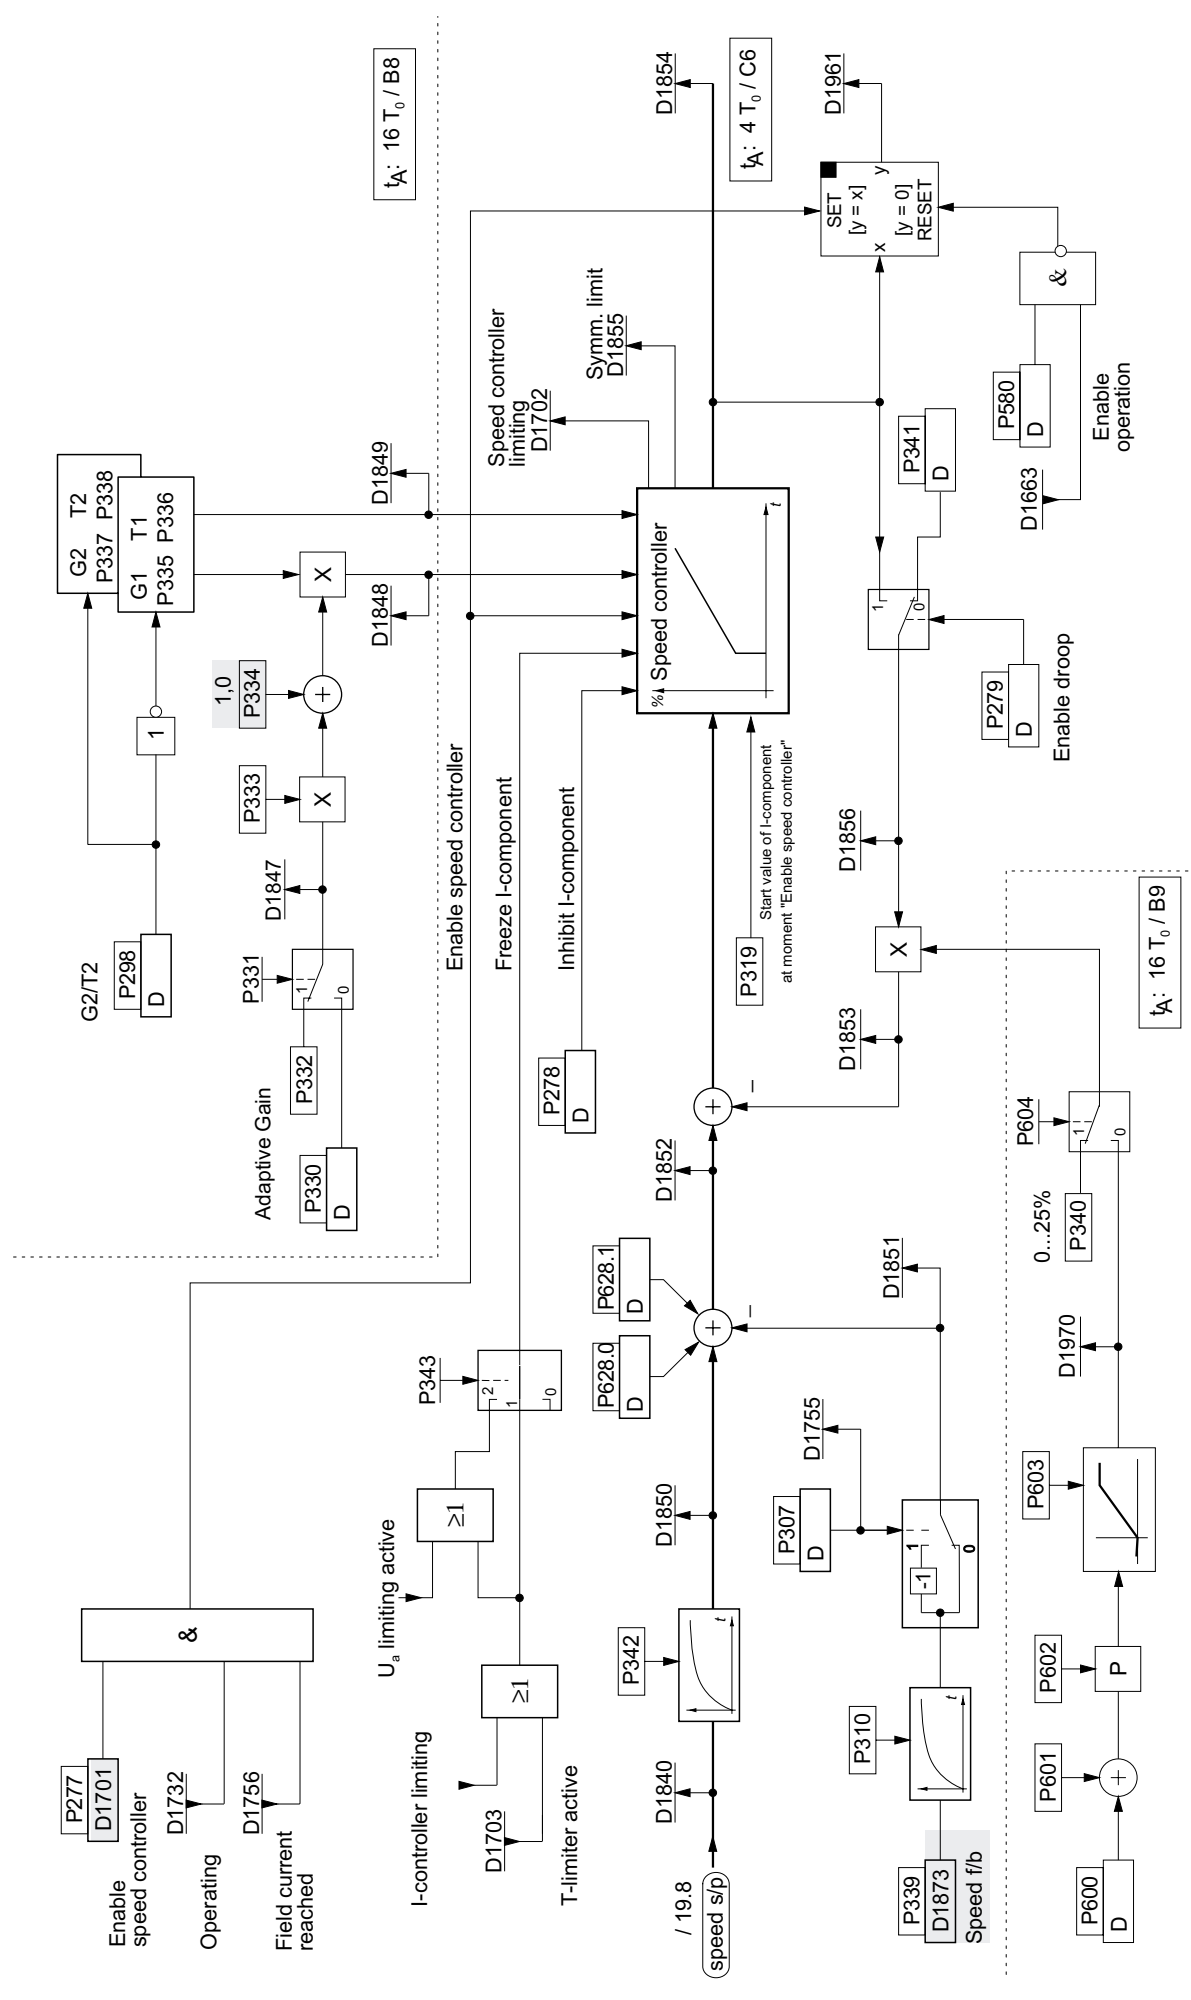 G2/T2
P298
D
1
G2 T2
P337 P338
G1 T1
P335 P336
Adaptive Gain
P330
D
P332
P331
1
0
D1847
P333
X
1,0
P334
+
X
D1848
D1849
tA: 16 T0 / B8
P277
D1701
Enable
speed controller
D1732
Operating
D1756
Field current
reached
&
Enable speed controller
Ua limiting active
≥1
P343
2
1
0
Freeze I-component
I-controller limiting
D1703
T-limiter active
≥1
P278
D
Inhibit I-component
Speed controller
limiting
D1702
Symm. limit
D1855
D1854
tA: 4 T0 / C6
/ 19.8
speed s/p
D1840
P342
t
D1850
P628.0
D
P628.1
D
+
–
D1852
+
–
P319
Start value of I-component
at moment "Enable speed controller"
%
Speed controller
t
SET
[y = x]
x
y
[y = 0]
RESET
D1961
P580
D
D1663
Enable
operation
&
P339
D1873
Speed f/b
P310
t
P307
D
D1755
-1
1
0
D1851
D1853
X
D1856
1
0
P341
D
P279
D
Enable droop
P600
D
P601
+
P602
P
P603
D1970
0...25%
P340
P604
1
0
tA: 16 T0 / B9